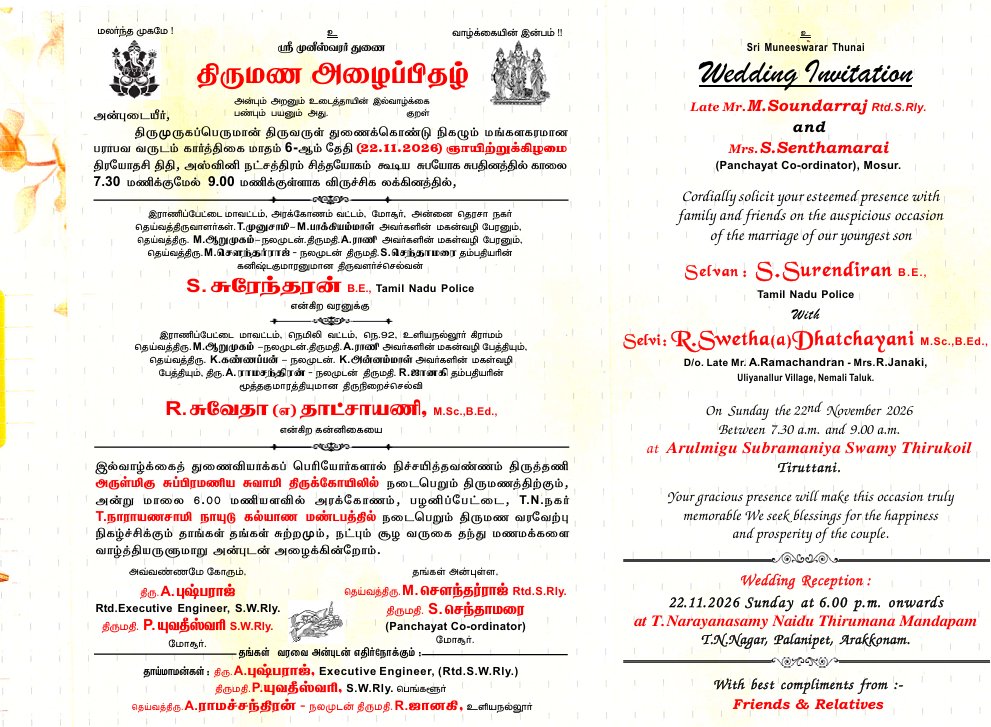 மலர்ந்த முகமே !
உ
வாழ்க்கையின் இன்பம் !!
ஸ்ரீ முனீஸ்வரர் துணை
திருமண அழைப்பிதழ்
அன்பும் அறனும் உடைத்தாயின் இல்வாழ்க்கை
பண்பும் பயனும் அது. குறள்
அன்புடையீர்,
திருமுருகப்பெருமான் திருவருள் துணைக்கொண்டு நிகழும் மங்களகரமான
பராபவ வருடம் கார்த்திகை மாதம் 6-ஆம் தேதி (22.11.2026) ஞாயிற்றுக்கிழமை
திரயோதசி திதி, அஸ்வினி நட்சத்திரம் சித்தயோகம் கூடிய சுபயோக சுபதினத்தில் காலை
7.30 மணிக்குமேல் 9.00 மணிக்குள்ளாக விருச்சிக லக்கினத்தில்,
இராணிப்பேட்டை மாவட்டம், அரக்கோணம் வட்டம், மோசூர், அன்னை தெரசா நகர்
தெய்வத்திருவாளர்கள்.T.முனுசாமி–M.பாக்கியம்மாள் அவர்களின் மகன்வழி பேரனும்,
தெய்வத்திரு. M.ஆறுமுகம்–நலமுடன்.திருமதி.A.ராணி அவர்களின் மகள்வழி பேரனும்,
தெய்வத்திரு.M.சௌந்தர்ராஜ் - நலமுடன் திருமதி.S.செந்தாமரை தம்பதியரின்
கனிஷ்டகுமாரனுமான திருவளர்ச்செல்வன்
S. சுரேந்தரன் B.E., Tamil Nadu Police
என்கிற வரனுக்கு
இராணிப்பேட்டை மாவட்டம், நெமிலி வட்டம், நெ.92, உளியநல்லூர் கிராமம்
தெய்வத்திரு.M.ஆறுமுகம் –நலமுடன்.திருமதி.A.ராணி அவர்களின் மகன்வழி பேத்தியும்,
தெய்வத்திரு. K.கண்ணப்பன் – நலமுடன். K.அன்னம்மாள் அவர்களின் மகள்வழி
பேத்தியும், திரு.A.ராமசந்திரன் - நலமுடன் திருமதி. R.ஜானகி தம்பதியரின்
மூத்தகுமாரத்தியுமான திருநிறைச்செல்வி
R.சுவேதா (எ) தாட்சாயணி, M.Sc.,B.Ed.,
என்கிற கன்னிகையை
இல்வாழ்க்கைத் துணைவியாக்கப் பெரியோர்களால் நிச்சயித்தவண்ணம் திருத்தணி
அருள்மிகு சுப்பிரமணிய சுவாமி திருக்கோயிலில் நடைபெறும் திருமணத்திற்கும்,
அன்று மாலை 6.00 மணியளவில் அரக்கோணம், பழனிப்பேட்டை, T.N.நகர்
T.நாராயணசாமி நாயுடு கல்யாண மண்டபத்தில் நடைபெறும் திருமண வரவேற்பு
நிகழ்ச்சிக்கும் தாங்கள் தங்கள் சுற்றமும், நட்பும் சூழ வருகை தந்து மணமக்களை
வாழ்த்தியருளுமாறு அன்புடன் அழைக்கின்றோம்.
அவ்வண்ணமே கோரும்,
திரு.A.புஷ்பராஜ்
Rtd.Executive Engineer, S.W.Rly.
திருமதி. P.யுவதீஸ்வரி S.W.Rly.
மோசூர்.
தங்கள் அன்புள்ள,
தெய்வத்திரு.M.சௌந்தர்ராஜ் Rtd.S.Rly.
திருமதி. S.செந்தாமரை
(Panchayat Co-ordinator)
மோசூர்.
தங்கள் வரவை அன்புடன் எதிர்நோக்கும் :
தாய்மாமன்கள் : திரு.A.புஷ்பராஜ், Executive Engineer, (Rtd.S.W.Rly.)
திருமதி.P.யுவதீஸ்வரி, S.W.Rly. பெங்களூர்
தெய்வத்திரு.A.ராமச்சந்திரன் - நலமுடன் திருமதி.R.ஜானகி, உளியநல்லூர்
உ
Sri Muneeswarar Thunai
Wedding Invitation
Late Mr.M.Soundarraj Rtd.S.Rly.
and
Mrs.S.Senthamarai
(Panchayat Co-ordinator), Mosur.
Cordially solicit your esteemed presence with
family and friends on the auspicious occasion
of the marriage of our youngest son
Selvan : S.Surendiran B.E.,
Tamil Nadu Police
With
Selvi: R.Swetha(a)Dhatchayani M.Sc.,B.Ed.,
D/o. Late Mr. A.Ramachandran - Mrs.R.Janaki,
Uliyanallur Village, Nemali Taluk.
On Sunday the 22nd November 2026
Between 7.30 a.m. and 9.00 a.m.
at Arulmigu Subramaniya Swamy Thirukoil
Tiruttani.
Your gracious presence will make this occasion truly
memorable We seek blessings for the happiness
and prosperity of the couple.
Wedding Reception :
22.11.2026 Sunday at 6.00 p.m. onwards
at T.Narayanasamy Naidu Thirumana Mandapam
T.N.Nagar, Palanipet, Arakkonam.
With best compliments from :-
Friends & Relatives